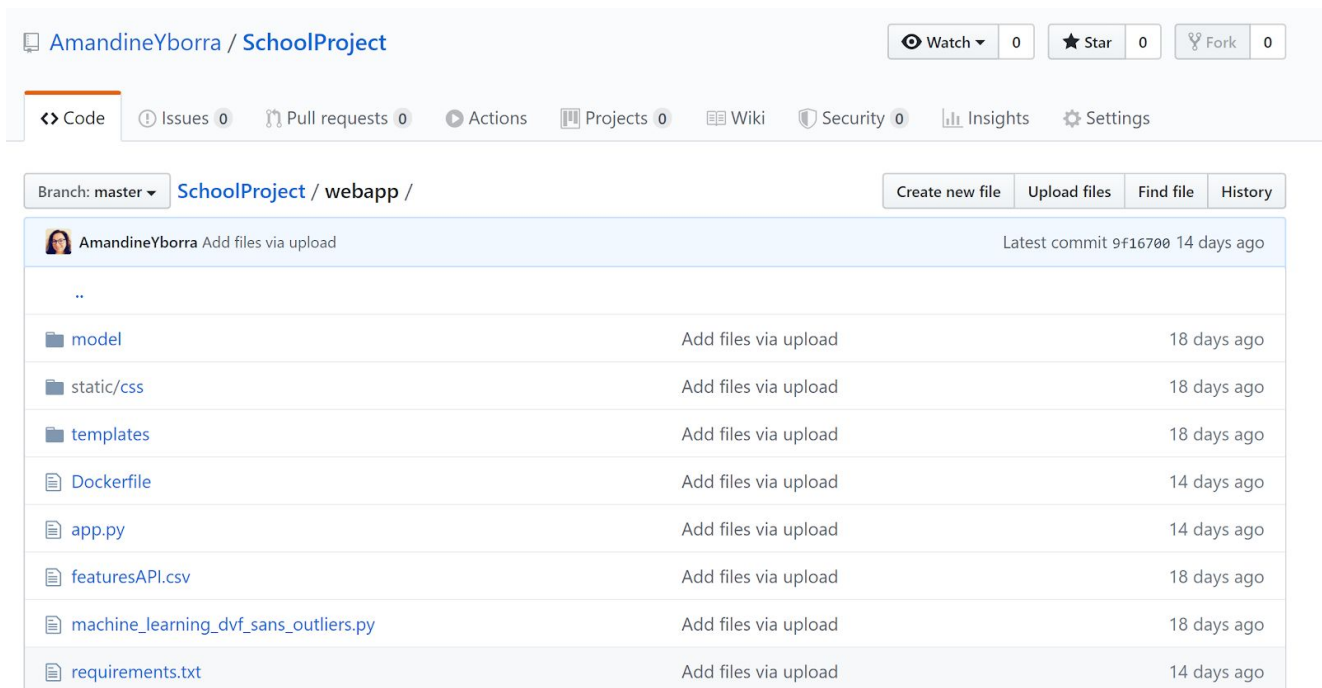 AmandineYborra / SchoolProject Watch 0 Star 0 Fork 0
Code Issues 0 Pull requests 0 Actions Projects 0 Wiki Security 0 Insights Settings
Branch: master SchoolProject / webapp / Create new file Upload files Find file History
AmandineYborra Add files via upload Latest commit 9f16700 14 days ago
..
model Add files via upload 18 days ago
static/css Add files via upload 18 days ago
templates Add files via upload 18 days ago
Dockerfile Add files via upload 14 days ago
app.py Add files via upload 14 days ago
featuresAPI.csv Add files via upload 18 days ago
machine_learning_dvf_sans_outliers.py Add files via upload 18 days ago
requirements.txt Add files via upload 14 days ago